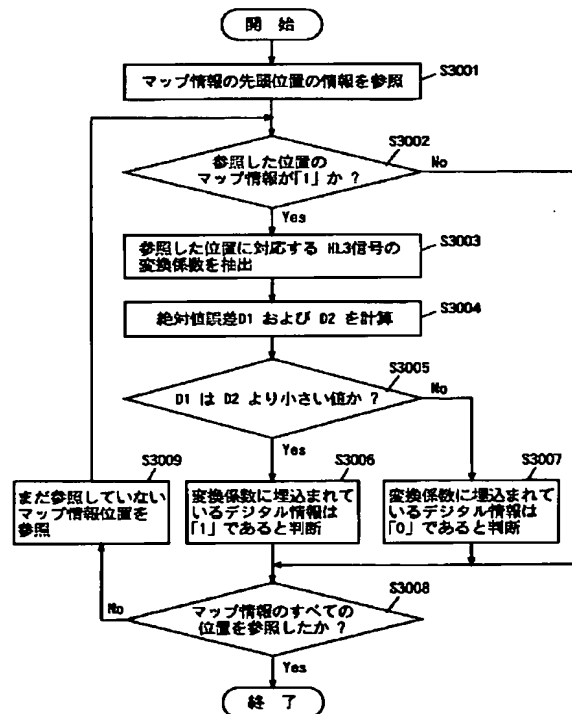 開 始
S3001
マップ情報の先頭位置の情報を参照
S3002
参照した位置の
マップ情報が「1」か ?
No
Yes
S3003
参照した位置に対応する HL3信号の
変換係数を抽出
S3004
絶対値誤差D1 および D2 を計算
S3005
D1 は D2 より小さい値か ?
No
Yes
S3009
まだ参照していない
マップ情報位置を
参照
S3006
変換係数に埋込まれて
いるデジタル情報は
「1」であると判断
S3007
変換係数に埋込まれて
いるデジタル情報は
「0」であると判断
S3008
マップ情報のすべての
位置を参照したか ?
No
Yes
終 了